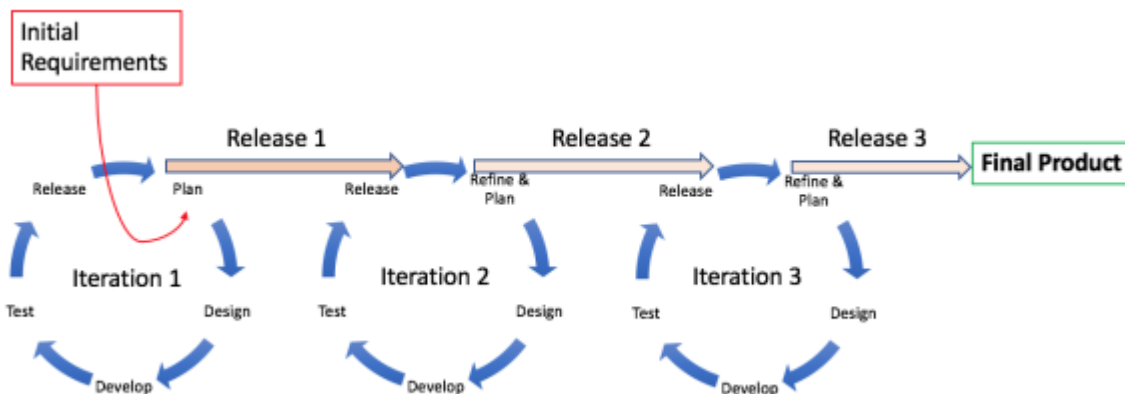 Initial
Requirements
Release 1
Release 2
Release 3
Final Product
Release
Plan
Release
Refine &
Plan
Release
Refine &
Plan
Iteration 1
Iteration 2
Iteration 3
Test
Design
Test
Design
Test
Design
Develop
Develop
Develop